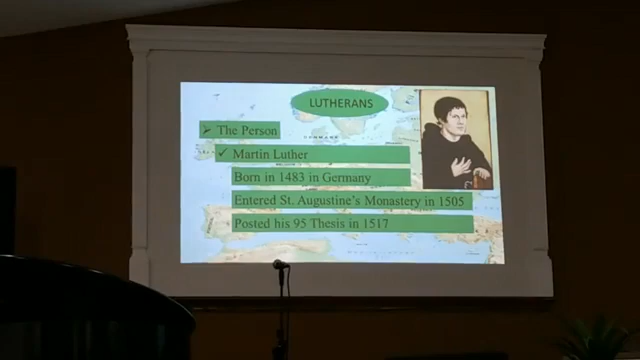 LUTHERANS
The Person
Martin Luther
Born in 1483 in Germany
Entered St. Augustine's Monastery in 1505
Posted his 95 Thesis in 1517